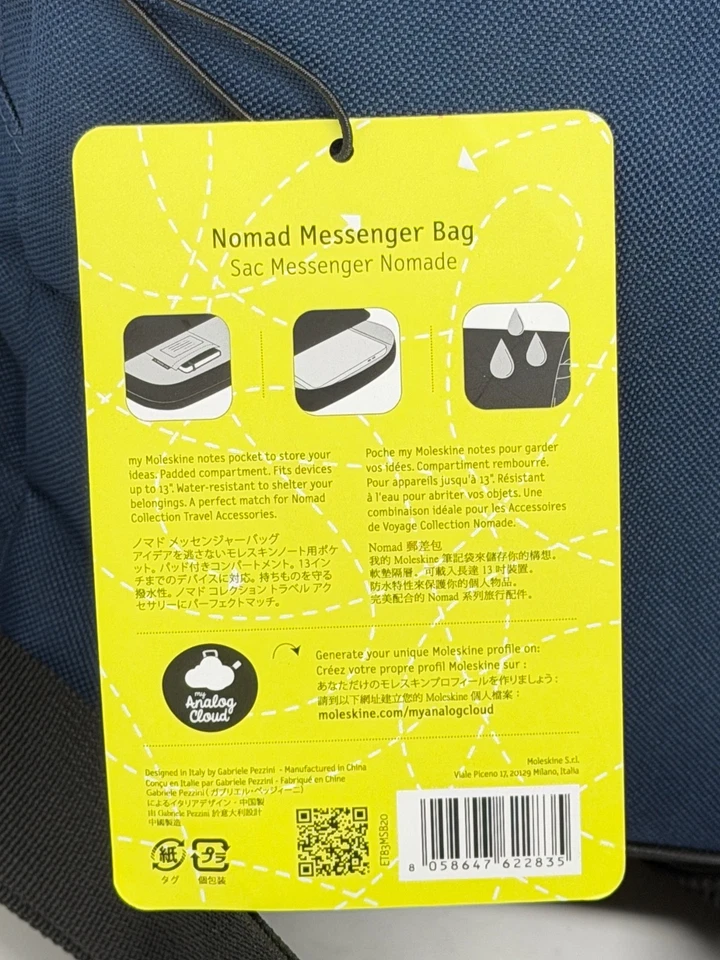 Nomad Messenger Bag
Sac Messenger Nomade
my Moleskine notes pocket to store your
ideas. Padded compartment. Fits devices
up to 13". Water-resistant to shelter your
belongings. A perfect match for Nomad
Collection Travel Accessories.
Poche my Moleskine notes pour garder
vos idées. Compartiment rembourré.
Pour appareils jusqu'à 13". Résistant
à l'eau pour abriter vos objets. Une
combinaison idéale pour les Accessoires
de Voyage Collection Nomade.
ノマド メッセンジャーバッグ
アイデアを逃さないモレスキンノート用ポケ
ット。パッド付きコンパートメント。13イン
チまでのデバイスに対応。持ちものを守る
撥水性。ノマド コレクション トラベル アク
セサリーにパーフェクトマッチ。
Nomad 郵差包
我的 Moleskine 筆記袋來儲存你的構想。
軟墊隔層。可載入長達 13 吋裝置。
防水特性來保護你的個人物品。
完美配合的 Nomad 系列旅行配件。
my
Analog
Cloud
Generate your unique Moleskine profile on:
Créez votre propre profil Moleskine sur :
あなただけのモレスキンプロフィールを作りましょう:
請到以下網址建立您的 Moleskine 個人檔案:
moleskine.com/myanalogcloud
Designed in Italy by Gabriele Pezzini - Manufactured in China
Conçu en Italie par Gabriele Pezzini - Fabriqué en Chine
Gabriele Pezzini (ガブリエル・ペッジィーニ)
によるイタリアデザイン - 中国製
由 Gabriele Pezzini 於意大利設計
中國製造
Moleskine S.r.l.
Viale Piceno 17, 20129 Milano, Italia
紙
タグ
プラ
個包装
ET83MSB20
8 058647 622835